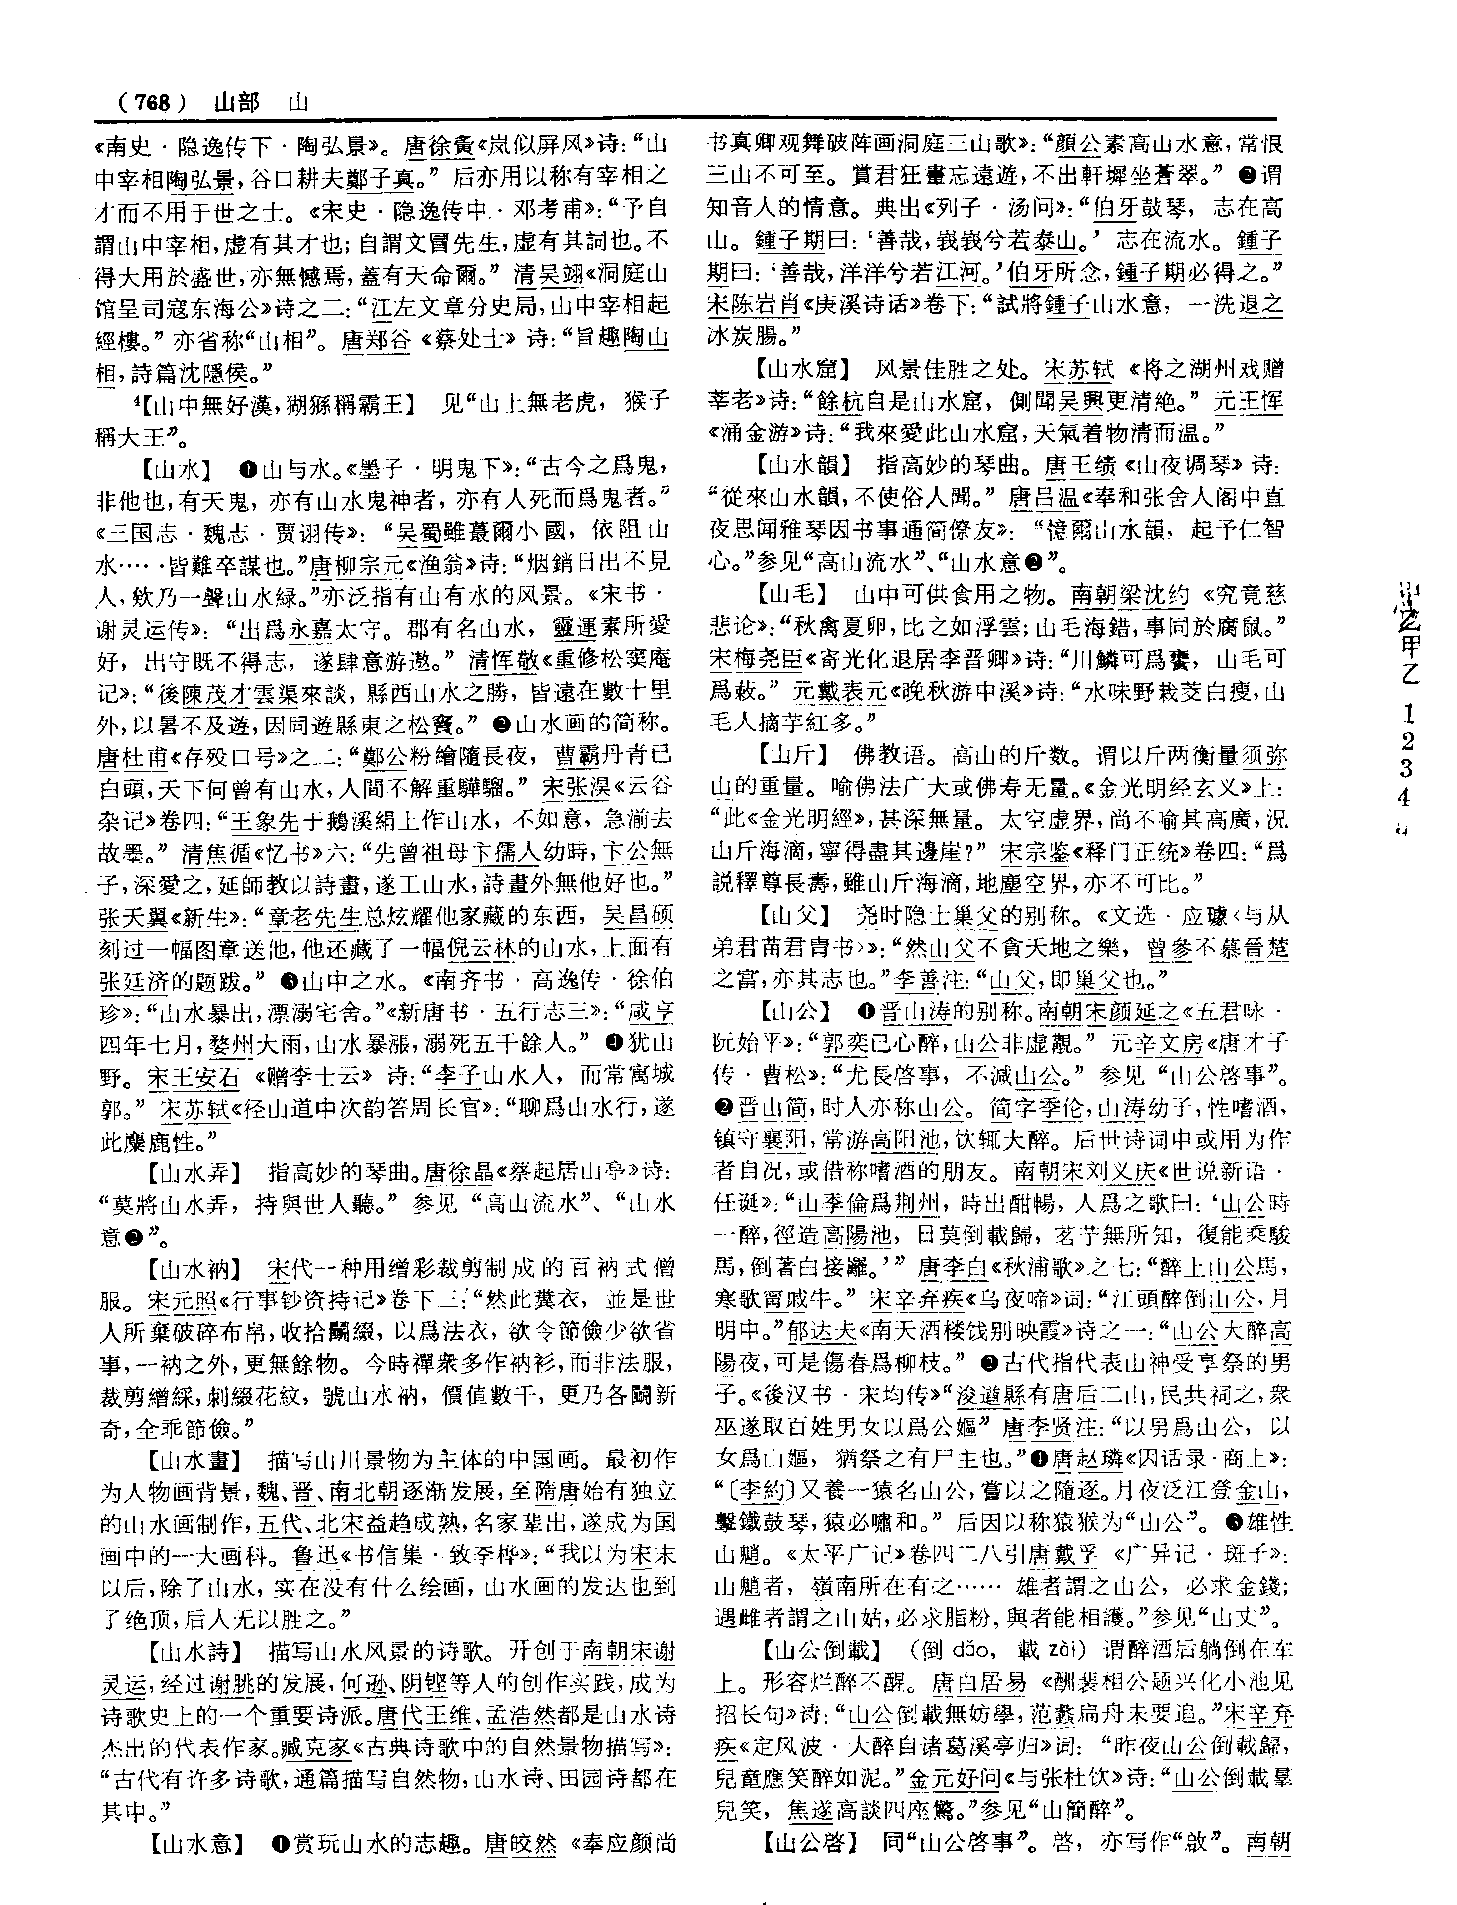 （768） 山部 山
《南史·隐逸传下·陶弘景》。唐徐夤《岚似屏风》诗：“山
中宰相陶弘景，谷口耕夫鄭子真。”后亦用以称有宰相之
才而不用于世之士。《宋史·隐逸传中·邓考甫》：“予自
謂山中宰相，虚有其才也；自謂文冒先生，虚有其詞也。不
得大用於盛世，亦無憾焉，蓋有天命爾。”清吴翊《洞庭山
馆呈司寇东海公》诗之二：“江左文章分史局，山中宰相起
經樓。”亦省称“山相”。唐郑谷《蔡处士》诗：“旨趣陶山
相，詩篇沈隱侯。”
⁴【山中無好漢，猢猻稱霸王】 见“山上無老虎，猴子
稱大王”。
【山水】 ❶山与水。《墨子·明鬼下》：“古今之爲鬼，
非他也，有天鬼，亦有山水鬼神者，亦有人死而爲鬼者。”
《三国志·魏志·贾诩传》：“吴蜀雖蕞爾小國，依阻山
水……皆難卒謀也。”唐柳宗元《渔翁》诗：“烟銷日出不見
人，欸乃一聲山水緑。”亦泛指有山有水的风景。《宋书·
谢灵运传》：“出爲永嘉太守。郡有名山水，靈運素所愛
好，出守既不得志，遂肆意游遨。”清恽敬《重修松窦庵
记》：“後陳茂才雲渠來談，縣西山水之勝，皆遠在數十里
外，以暑不及遊，因同遊縣東之松竇。”❷山水画的简称。
唐杜甫《存殁口号》之二：“鄭公粉繪隨長夜，曹霸丹青已
白頭，天下何曾有山水，人間不解重驊騮。”宋张淏《云谷
杂记》卷四：“王象先于鵝溪絹上作山水，不如意，急湔去
故墨。”清焦循《忆书》六：“先曾祖母卞儒人幼時，卞公無
子，深愛之，延師教以詩畫，遂工山水，詩畫外無他好也。”
张天翼《新生》：“章老先生总炫耀他家藏的东西，吴昌硕
刻过一幅图章送他，他还藏了一幅倪云林的山水，上面有
张廷济的题跋。”❸山中之水。《南齐书·高逸传·徐伯
珍》：“山水暴出，漂溺宅舍。”《新唐书·五行志三》：“咸亨
四年七月，婺州大雨，山水暴漲，溺死五千餘人。”❹犹山
野。宋王安石《赠李士云》诗：“李子山水人，而常寓城
郭。”宋苏轼《径山道中次韵答周长官》：“聊爲山水行，遂
此麋鹿性。”
【山水弄】 指高妙的琴曲。唐徐晶《蔡起居山亭》诗：
“莫將山水弄，持與世人聽。”参见“高山流水”、“山水
意❷”。
【山水衲】 宋代一种用缯彩裁剪制成的百衲式僧
服。宋元照《行事钞资持记》卷下三：“然此糞衣，並是世
人所棄破碎布帛，收拾鬭綴，以爲法衣，欲令節儉少欲省
事，一衲之外，更無餘物。今時禪衆多作衲衫，而非法服，
裁剪繒綵，刺綴花紋，號山水衲，價值數千，更乃各鬭新
奇，全乖節儉。”
【山水畫】 描写山川景物为主体的中国画。最初作
为人物画背景，魏、晋、南北朝逐渐发展，至隋唐始有独立
的山水画制作，五代、北宋益趋成熟，名家辈出，遂成为国
画中的一大画科。鲁迅《书信集·致李桦》：“我以为宋末
以后，除了山水，实在没有什么绘画，山水画的发达也到
了绝顶，后人无以胜之。”
【山水詩】 描写山水风景的诗歌。开创于南朝宋谢
灵运，经过谢朓的发展，何逊、阴铿等人的创作实践，成为
诗歌史上的一个重要诗派。唐代王维、孟浩然都是山水诗
杰出的代表作家。臧克家《古典诗歌中的自然景物描写》：
“古代有许多诗歌，通篇描写自然物，山水诗、田园诗都在
其中。”
【山水意】 ❶赏玩山水的志趣。唐皎然《奉应颜尚
书真卿观舞破阵画洞庭三山歌》：“顔公素高山水意，常恨
三山不可至。賞君狂畫忘遠遊，不出軒墀坐蒼翠。”❷谓
知音人的情意。典出《列子·汤问》：“伯牙鼓琴，志在高
山。鍾子期曰：‘善哉，峩峩兮若泰山。’志在流水。鍾子
期曰：‘善哉，洋洋兮若江河。’伯牙所念，鍾子期必得之。”
宋陈岩肖《庚溪诗话》卷下：“試將鍾子山水意，一洗退之
冰炭腸。”
【山水窟】 风景佳胜之处。宋苏轼《将之湖州戏赠
莘老》诗：“餘杭自是山水窟，側聞吴興更清絶。”元王恽
《涌金游》诗：“我來愛此山水窟，天氣着物清而温。”
【山水韻】 指高妙的琴曲。唐王绩《山夜调琴》诗：
“從來山水韻，不使俗人聞。”唐吕温《奉和张舍人阁中直
夜思闻雅琴因书事通简僚友》：“憶爾山水韻，起予仁智
心。”参见“高山流水”、“山水意❷”。
【山毛】 山中可供食用之物。南朝梁沈约《究竟慈
悲论》：“秋禽夏卵，比之如浮雲；山毛海錯，事同於腐鼠。”
宋梅尧臣《寄光化退居李晋卿》诗：“川鱗可爲饔，山毛可
爲蔌。”元戴表元《晚秋游中溪》诗：“水味野栽茭白瘦，山
毛人摘芋紅多。”
【山斤】 佛教语。高山的斤数。谓以斤两衡量须弥
山的重量。喻佛法广大或佛寿无量。《金光明经玄义》上：
“此《金光明經》，甚深無量。太空虚界，尚不喻其高廣，況
山斤海滴，寧得盡其邊崖？”宋宗鉴《释门正统》卷四：“爲
説釋尊長壽，雖山斤海滴，地塵空界，亦不可比。”
【山父】 尧时隐士巢父的别称。《文选·应璩〈与从
弟君苗君胄书〉》：“然山父不貪天地之樂，曾參不慕晉楚
之富，亦其志也。”李善注：“山父，即巢父也。”
【山公】 ❶晋山涛的别称。南朝宋颜延之《五君咏·
阮始平》：“郭奕已心醉，山公非虚覯。”元辛文房《唐才子
传·曹松》：“尤長啓事，不減山公。”参见“山公啓事”。
❷晋山简，时人亦称山公。简字季伦，山涛幼子，性嗜酒，
镇守襄阳，常游高阳池，饮辄大醉。后世诗词中或用为作
者自况，或借称嗜酒的朋友。南朝宋刘义庆《世说新语·
任诞》：“山季倫爲荆州，時出酣暢，人爲之歌曰：‘山公時
一醉，徑造高陽池，日莫倒載歸，茗艼無所知，復能乘駿
馬，倒著白接䍦。’”唐李白《秋浦歌》之七：“醉上山公馬，
寒歌甯戚牛。”宋辛弃疾《乌夜啼》词：“江頭醉倒山公，月
明中。”郁达夫《南天酒楼饯别映霞》诗之一：“山公大醉高
陽夜，可是傷春爲柳枝。”❸古代指代表山神受享祭的男
子。《後汉书·宋均传》“浚遒縣有唐后二山，民共祠之，衆
巫遂取百姓男女以爲公嫗”唐李贤注：“以男爲山公，以
女爲山嫗，猶祭之有尸主也。”❹唐赵璘《因话录·商上》：
“〔李約〕又養一猿名山公，嘗以之隨逐。月夜泛江登金山，
擊鐵鼓琴，猿必嘯和。”后因以称猿猴为“山公”。❺雄性
山魈。《太平广记》卷四二八引唐戴孚《广异记·斑子》：
山魈者，嶺南所在有之……雄者謂之山公，必求金錢；
遇雌者謂之山姑，必求脂粉，與者能相護。”参见“山丈”。
【山公倒載】 （倒 dǎo，載 zài）谓醉酒后躺倒在车
上。形容烂醉不醒。唐白居易《酬裴相公题兴化小池见
招长句》诗：“山公倒載無妨學，范蠡扁舟未要追。”宋辛弃
疾《定风波·大醉自诸葛溪亭归》词：“昨夜山公倒載歸，
兒童應笑醉如泥。”金元好问《与张杜饮》诗：“山公倒載羣
兒笑，焦遂高談四座驚。”参见“山簡醉”。
【山公啓】 同“山公啓事”。啓，亦写作“啟”。南朝
甲
乙
1
2
3
4